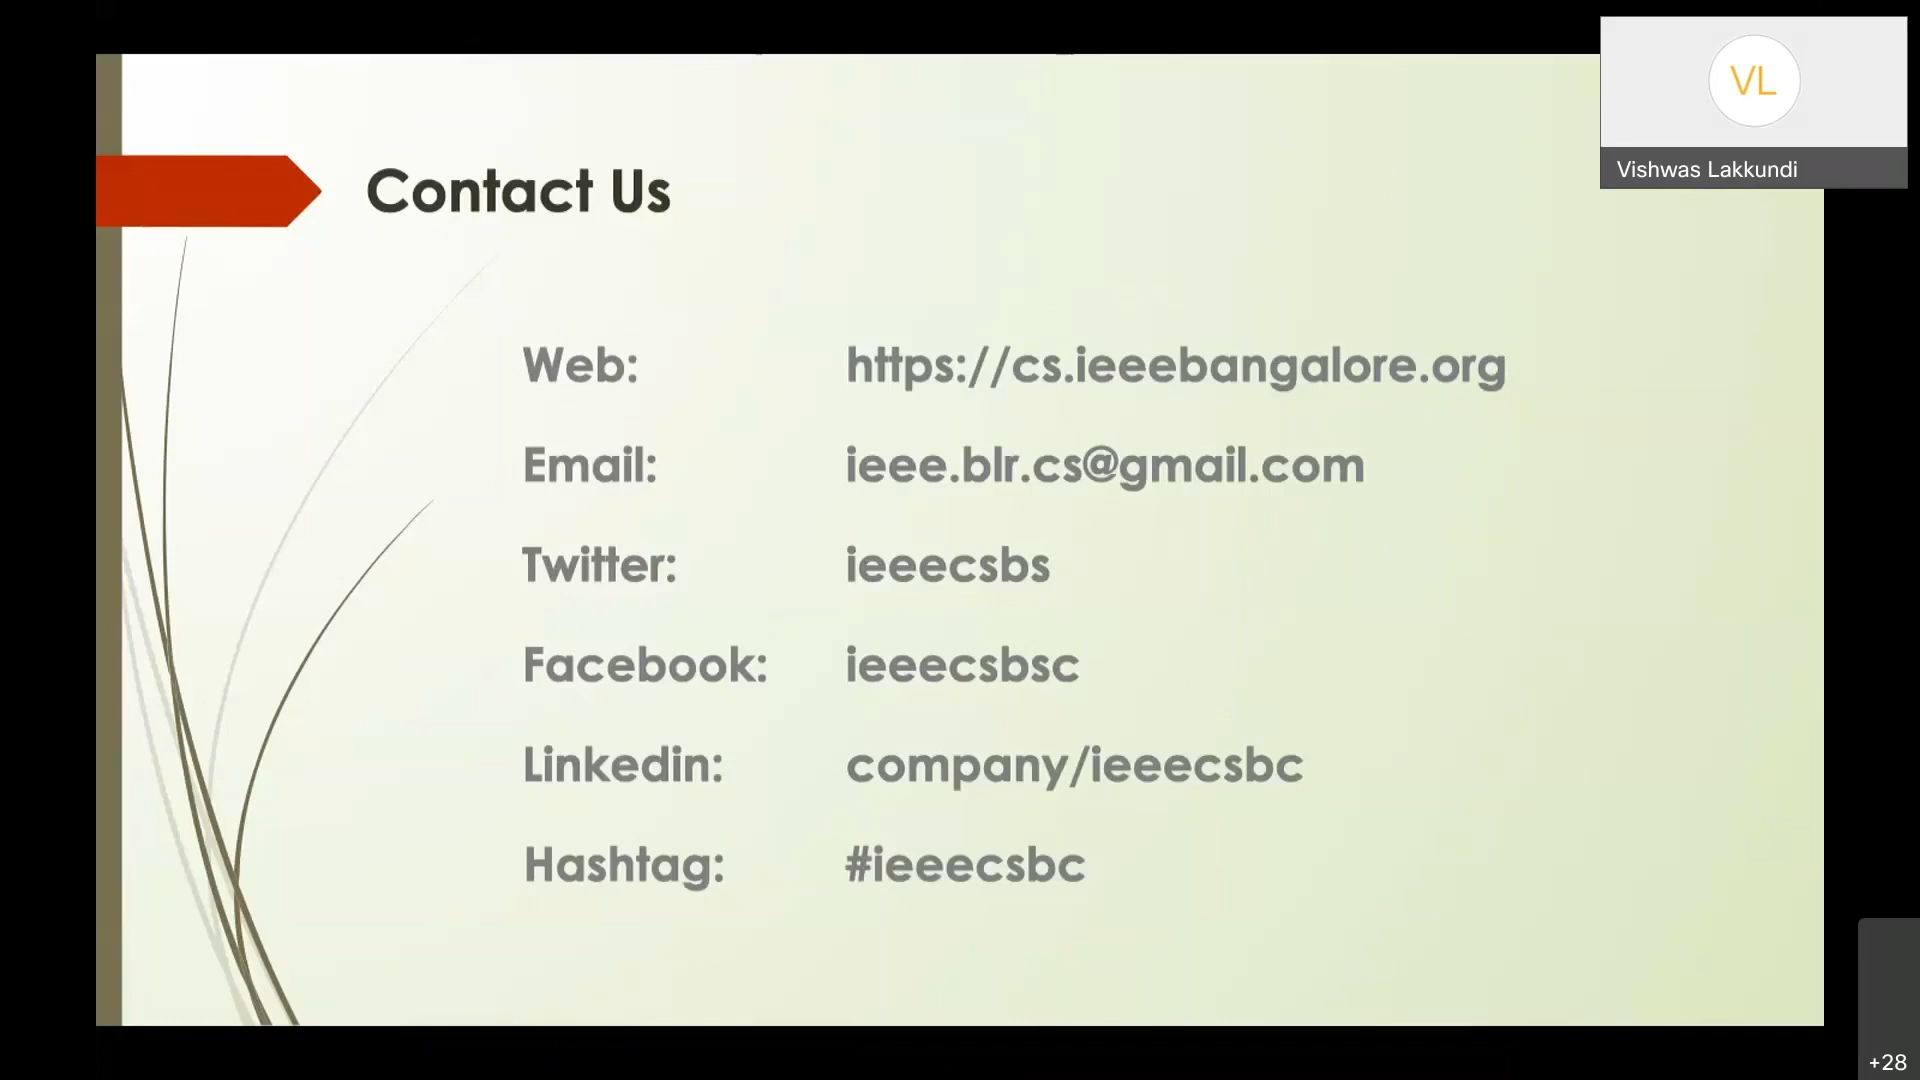 VL
Vishwas Lakkundi
Contact Us
Web: https://cs.ieeebangalore.org
Email: ieee.blr.cs@gmail.com
Twitter: ieeecsbs
Facebook: ieeecsbsc
Linkedin: company/ieeecsbc
Hashtag: #ieeecsbc
+28